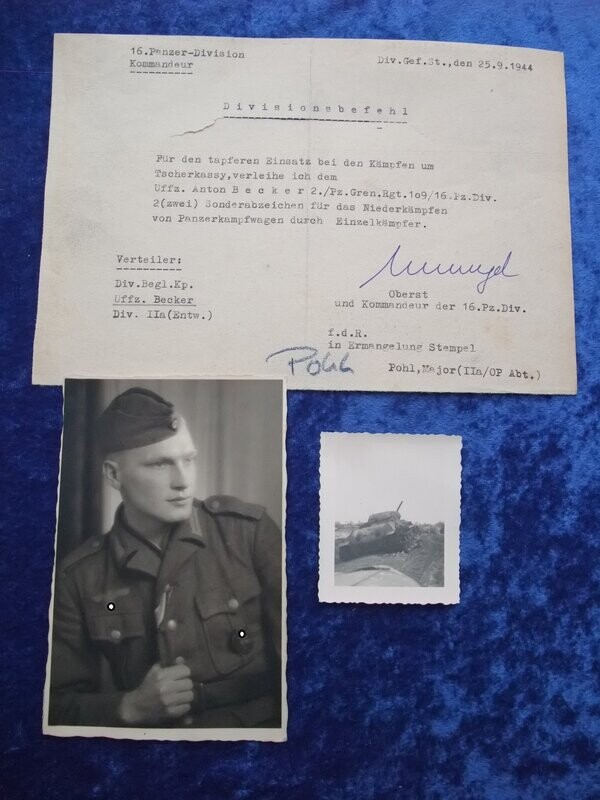 16.Panzer-Division
Kommandeur
Div.Gef.St.,den 25.9.1944
D i v i s i o n s b e f e h l
Für den tapferen Einsatz bei den Kämpfen um
Tscherkassy,verleihe ich dem
Uffz. Anton B e c k e r 2./Pz.Gren.Rgt.1o9/16.Pz.Div.
2(zwei) Sonderabzeichen für das Niederkämpfen
von Panzerkampfwagen durch Einzelkämpfer.
Verteiler:
Div.Begl.Kp.
Uffz. Becker
Div. IIa(Entw.)
Oberst
und Kommandeur der 16.Pz.Div.
f.d.R.
in Ermangelung Stempel
Pohl
Pohl,Major(IIa/OP Abt.)